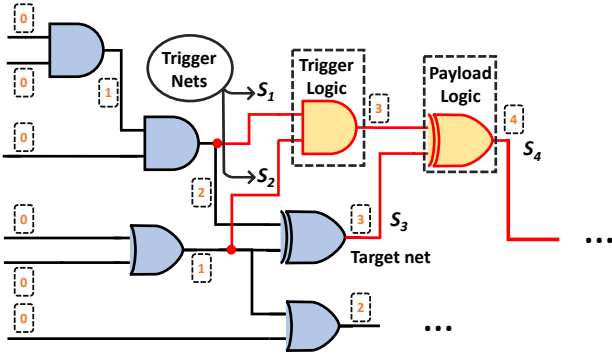 0
0
1
0
Trigger
Nets
S1
S2
Trigger
Logic
3
Payload
Logic
4
S4
2
3
S3
Target net
0
0
1
0
2
...
...